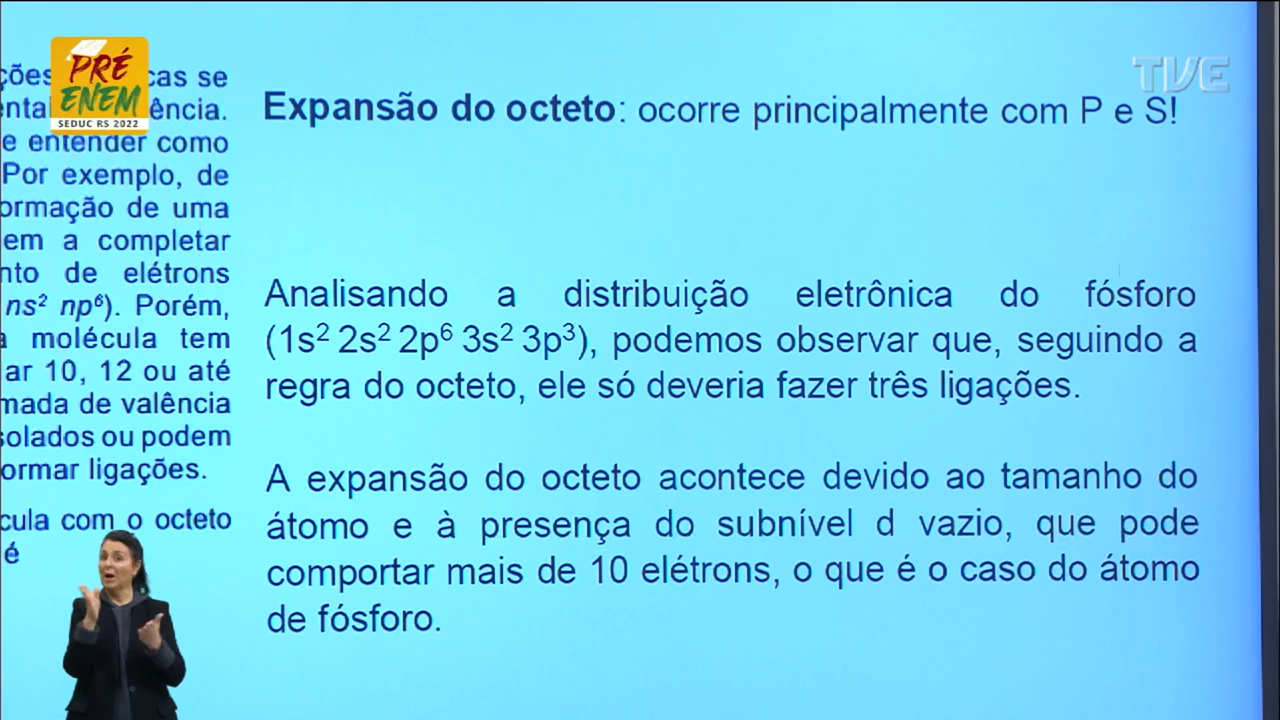 PRÉ
ENEM
SEDUC RS 2022
TVE
cas se
ência.
e entender como
Por exemplo, de
ormação de uma
em a completar
nto de elétrons
ns² np⁶). Porém,
a molécula tem
ar 10, 12 ou até
mada de valência
solados ou podem
ormar ligações.
cula com o octeto
é
Expansão do octeto: ocorre principalmente com P e S!
Analisando a distribuição eletrônica do fósforo
(1s² 2s² 2p⁶ 3s² 3p³), podemos observar que, seguindo a
regra do octeto, ele só deveria fazer três ligações.
A expansão do octeto acontece devido ao tamanho do
átomo e à presença do subnível d vazio, que pode
comportar mais de 10 elétrons, o que é o caso do átomo
de fósforo.